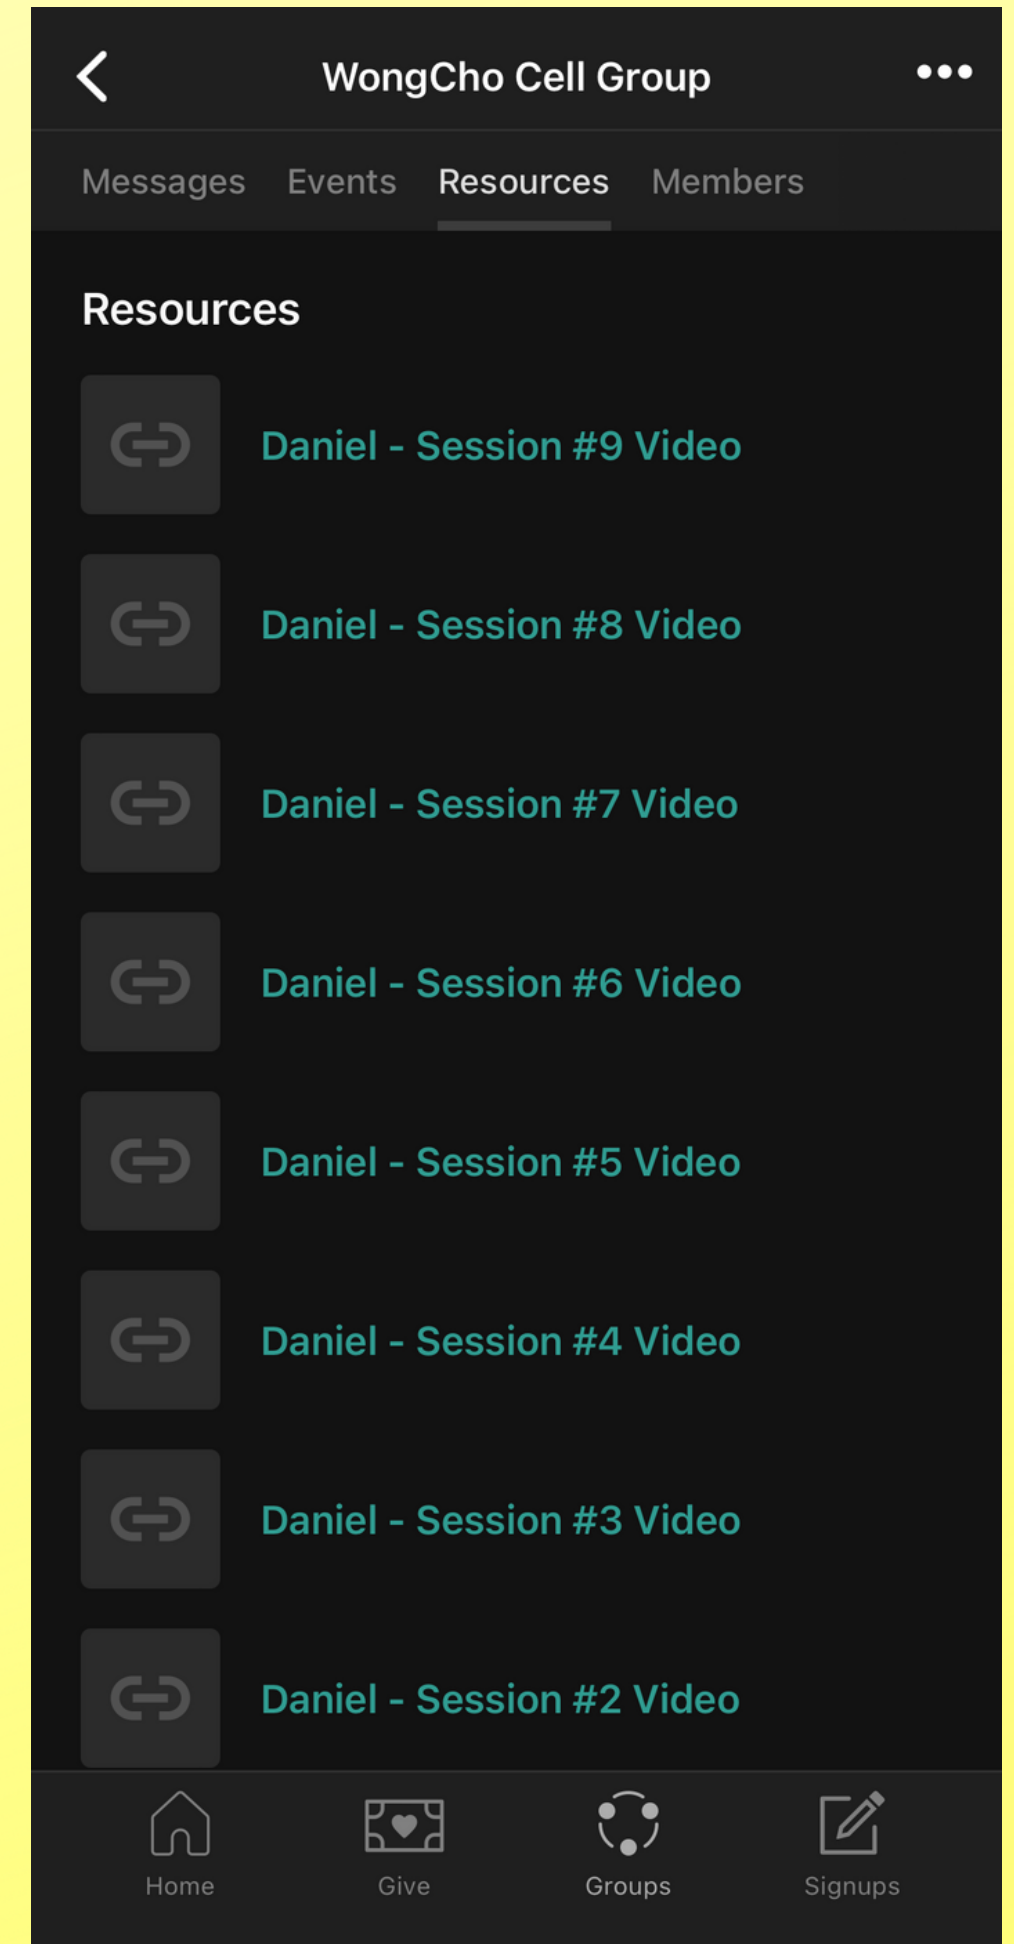 WongCho Cell Group
Messages Events Resources Members
Resources
Daniel - Session #9 Video
Daniel - Session #8 Video
Daniel - Session #7 Video
Daniel - Session #6 Video
Daniel - Session #5 Video
Daniel - Session #4 Video
Daniel - Session #3 Video
Daniel - Session #2 Video
Home Give Groups Signups